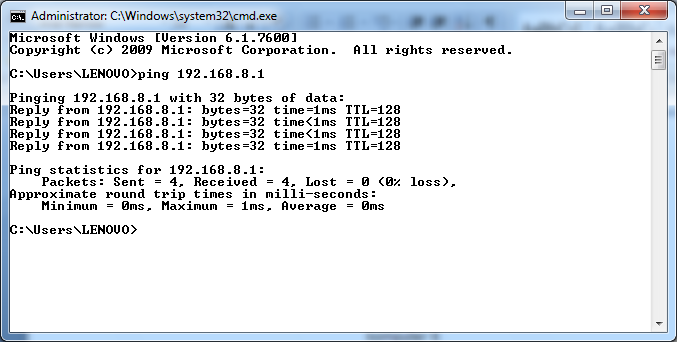 Administrator: C:\Windows\system32\cmd.exe
Microsoft Windows [Version 6.1.7600]
Copyright (c) 2009 Microsoft Corporation.  All rights reserved.
C:\Users\LENOVO>ping 192.168.8.1
Pinging 192.168.8.1 with 32 bytes of data:
Reply from 192.168.8.1: bytes=32 time=1ms TTL=128
Reply from 192.168.8.1: bytes=32 time<1ms TTL=128
Reply from 192.168.8.1: bytes=32 time<1ms TTL=128
Reply from 192.168.8.1: bytes=32 time=1ms TTL=128
Ping statistics for 192.168.8.1:
    Packets: Sent = 4, Received = 4, Lost = 0 (0% loss),
Approximate round trip times in milli-seconds:
    Minimum = 0ms, Maximum = 1ms, Average = 0ms
C:\Users\LENOVO>